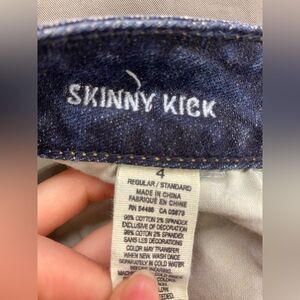 SKINNY KICK
4
REGULAR / STANDARD
MADE IN CHINA
FABRIQUÉ EN CHINE
RN 54486 CA 05873
98% COTTON 2% SPANDEX
EXCLUSIVE OF DECORATION
98% COTON 2% SPANDEX
SANS LES DÉCORATIONS
COLOR MAY TRANSFER
WHEN NEW. WASH ONCE
SEPARATELY IN COLD WATER
BEFORE